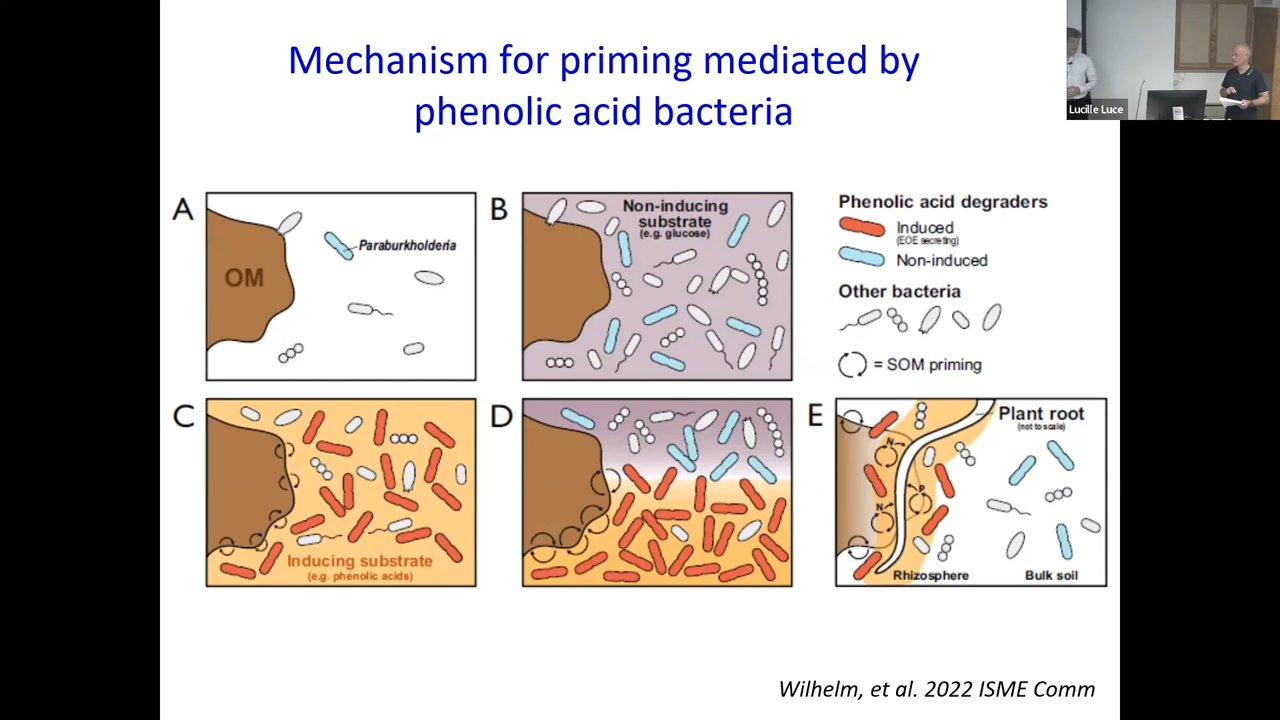 Mechanism for priming mediated by
phenolic acid bacteria
Lucille Luce
A
OM
Paraburkholderia
B
Non-inducing
substrate
(e.g. glucose)
Phenolic acid degraders
Induced
(EOE secreting)
Non-induced
Other bacteria
= SOM priming
C
Inducing substrate
(e.g. phenolic acids)
D
E
Plant root
(not to scale)
N
P
N
Rhizosphere
Bulk soil
Wilhelm, et al. 2022 ISME Comm